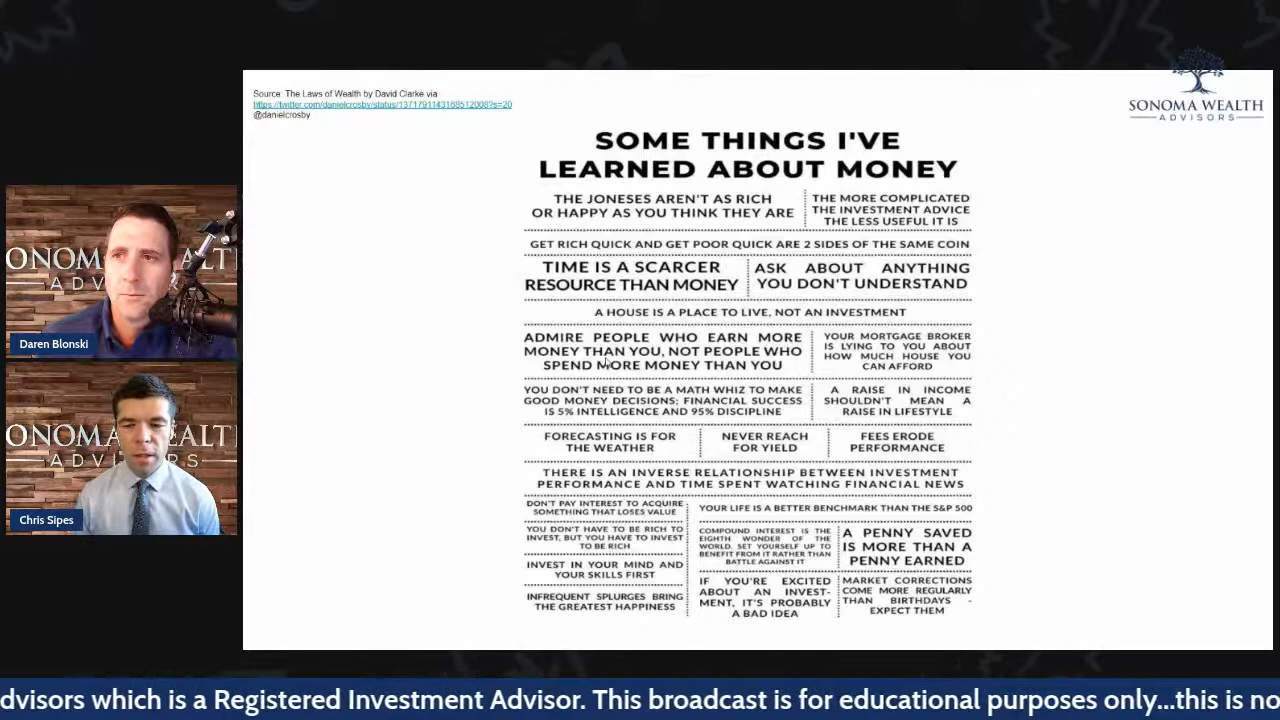 Source: The Laws of Wealth by David Clarke via
https://twitter.com/danielcrosby/status/1371791143168512008?s=20
@danielcrosby
SONOMA WEALTH
ADVISORS
SOME THINGS I'VE
LEARNED ABOUT MONEY
THE JONESES AREN'T AS RICH
OR HAPPY AS YOU THINK THEY ARE
THE MORE COMPLICATED
THE INVESTMENT ADVICE
THE LESS USEFUL IT IS
GET RICH QUICK AND GET POOR QUICK ARE 2 SIDES OF THE SAME COIN
TIME IS A SCARCER
RESOURCE THAN MONEY
ASK ABOUT ANYTHING
YOU DON'T UNDERSTAND
A HOUSE IS A PLACE TO LIVE, NOT AN INVESTMENT
ADMIRE PEOPLE WHO EARN MORE
MONEY THAN YOU, NOT PEOPLE WHO
SPEND MORE MONEY THAN YOU
YOUR MORTGAGE BROKER
IS LYING TO YOU ABOUT
HOW MUCH HOUSE YOU
CAN AFFORD
YOU DON'T NEED TO BE A MATH WHIZ TO MAKE
GOOD MONEY DECISIONS; FINANCIAL SUCCESS
IS 5% INTELLIGENCE AND 95% DISCIPLINE
A RAISE IN INCOME
SHOULDN'T MEAN A
RAISE IN LIFESTYLE
FORECASTING IS FOR
THE WEATHER
NEVER REACH
FOR YIELD
FEES ERODE
PERFORMANCE
THERE IS AN INVERSE RELATIONSHIP BETWEEN INVESTMENT
PERFORMANCE AND TIME SPENT WATCHING FINANCIAL NEWS
DON'T PAY INTEREST TO ACQUIRE
SOMETHING THAT LOSES VALUE
YOU DON'T HAVE TO BE RICH TO
INVEST, BUT YOU HAVE TO INVEST
TO BE RICH
INVEST IN YOUR MIND AND
YOUR SKILLS FIRST
INFREQUENT SPLURGES BRING
THE GREATEST HAPPINESS
YOUR LIFE IS A BETTER BENCHMARK THAN THE S&P 500
COMPOUND INTEREST IS THE
EIGHTH WONDER OF THE
WORLD. SET YOURSELF UP TO
BENEFIT FROM IT RATHER THAN
BATTLE AGAINST IT
A PENNY SAVED
IS MORE THAN A
PENNY EARNED
IF YOU'RE EXCITED
ABOUT AN INVEST-
MENT, IT'S PROBABLY
A BAD IDEA
MARKET CORRECTIONS
COME MORE REGULARLY
THAN BIRTHDAYS -
EXPECT THEM
ONOMA WEALT
ADV
Daren Blonski
ONOMA WEALT
ADV RS
Chris Sipes
dvisors which is a Registered Investment Advisor. This broadcast is for educational purposes only...this is no